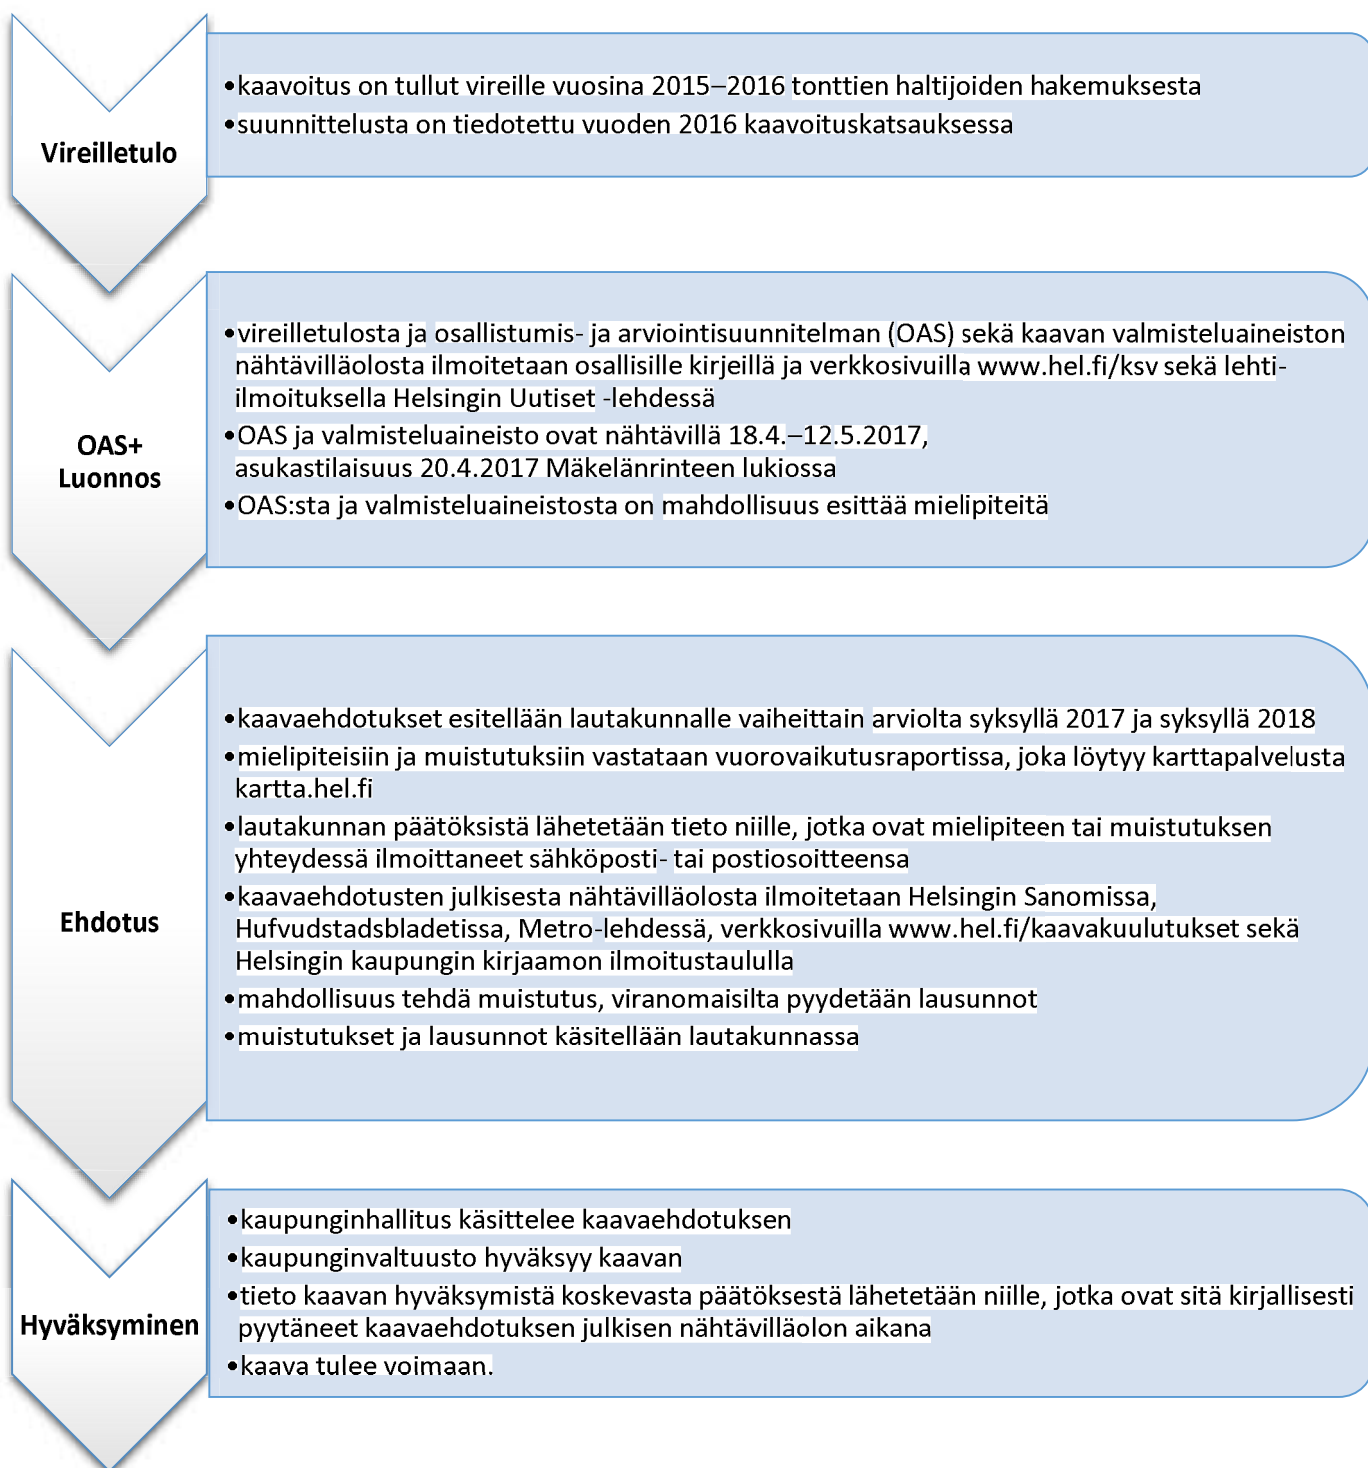 Vireilletulo
•kaavoitus on tullut vireille vuosina 2015–2016 tonttien haltijoiden hakemuksesta
•suunnittelusta on tiedotettu vuoden 2016 kaavoituskatsauksessa
OAS+
Luonnos
•vireilletulosta ja osallistumis- ja arviointisuunnitelman (OAS) sekä kaavan valmisteluaineiston
nähtävilläolosta ilmoitetaan osallisille kirjeillä ja verkkosivuilla www.hel.fi/ksv sekä lehti-
ilmoituksella Helsingin Uutiset -lehdessä
•OAS ja valmisteluaineisto ovat nähtävillä 18.4.–12.5.2017,
asukastilaisuus 20.4.2017 Mäkelänrinteen lukiossa
•OAS:sta ja valmisteluaineistosta on mahdollisuus esittää mielipiteitä
Ehdotus
•kaavaehdotukset esitellään lautakunnalle vaiheittain arviolta syksyllä 2017 ja syksyllä 2018
•mielipiteisiin ja muistutuksiin vastataan vuorovaikutusraportissa, joka löytyy karttapalvelusta
kartta.hel.fi
•lautakunnan päätöksistä lähetetään tieto niille, jotka ovat mielipiteen tai muistutuksen
yhteydessä ilmoittaneet sähköposti- tai postiosoitteensa
•kaavaehdotusten julkisesta nähtävilläolosta ilmoitetaan Helsingin Sanomissa,
Hufvudstadsbladetissa, Metro-lehdessä, verkkosivuilla www.hel.fi/kaavakuulutukset sekä
Helsingin kaupungin kirjaamon ilmoitustaululla
•mahdollisuus tehdä muistutus, viranomaisilta pyydetään lausunnot
•muistutukset ja lausunnot käsitellään lautakunnassa
Hyväksyminen
•kaupunginhallitus käsittelee kaavaehdotuksen
•kaupunginvaltuusto hyväksyy kaavan
•tieto kaavan hyväksymistä koskevasta päätöksestä lähetetään niille, jotka ovat sitä kirjallisesti
pyytäneet kaavaehdotuksen julkisen nähtävilläolon aikana
•kaava tulee voimaan.